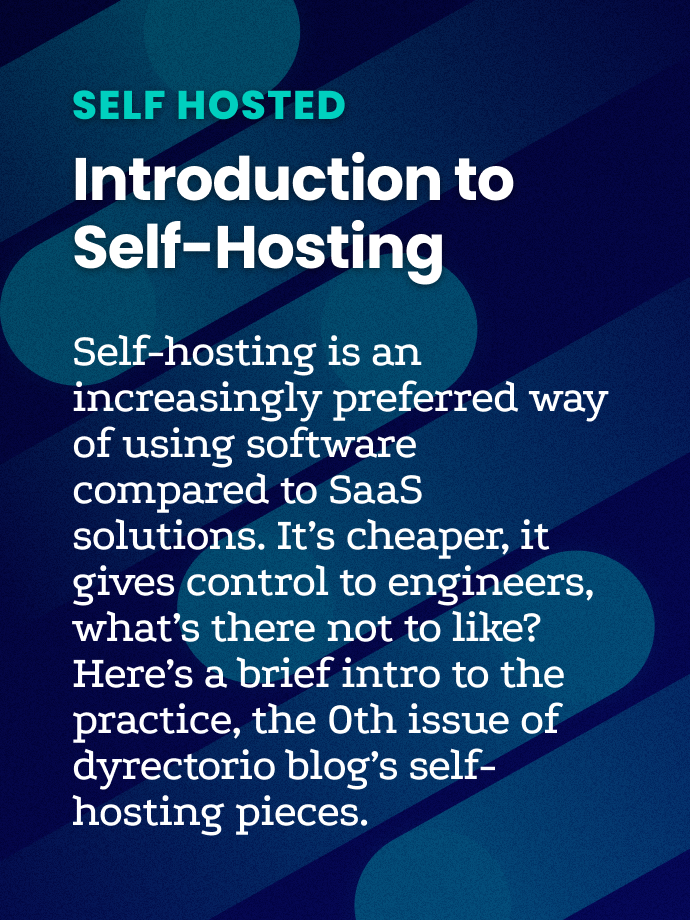 SELF HOSTED
Introduction to
Self-Hosting
Self-hosting is an
increasingly preferred way
of using software
compared to SaaS
solutions. It’s cheaper, it
gives control to engineers,
what’s there not to like?
Here’s a brief intro to the
practice, the 0th issue of
dyrectorio blog’s self-
hosting pieces.